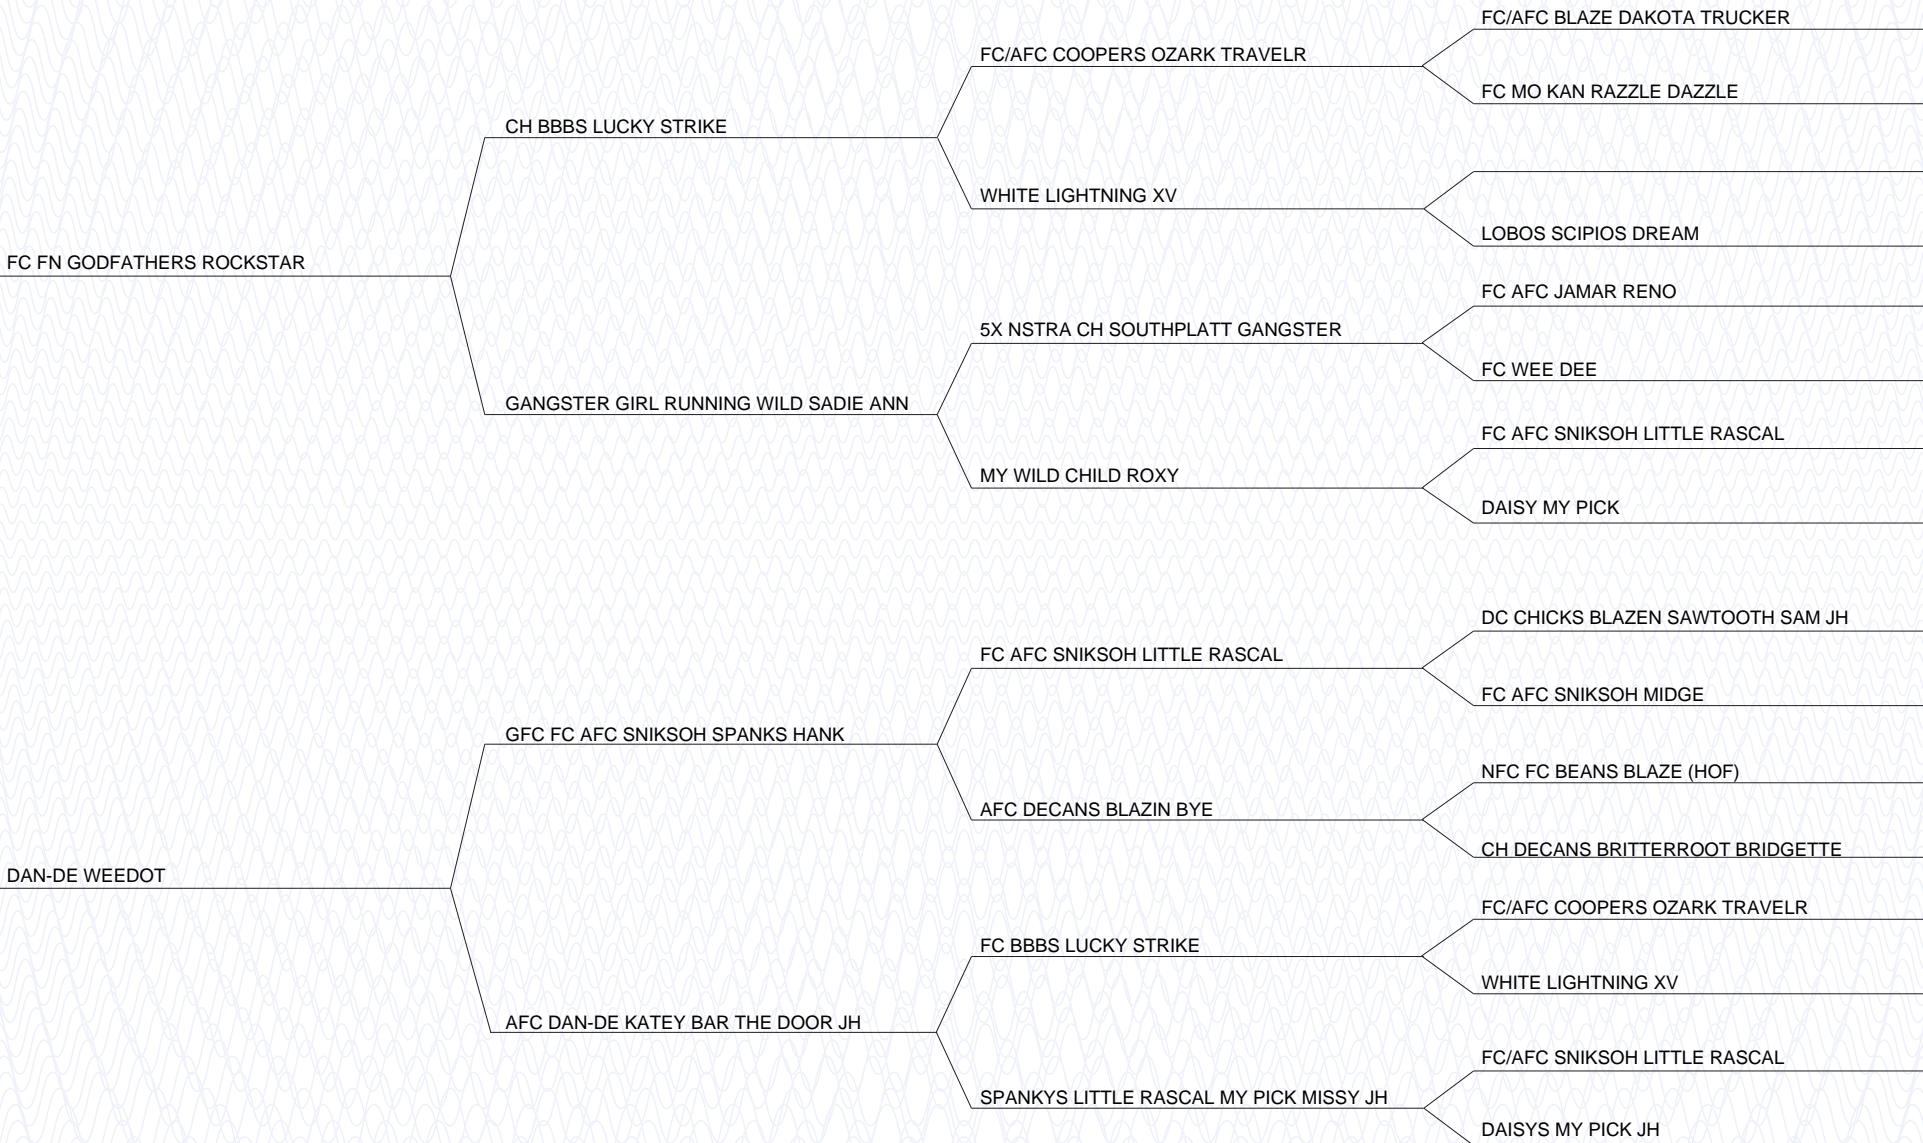 FC/AFC BLAZE DAKOTA TRUCKER
FC/AFC COOPERS OZARK TRAVELR
FC MO KAN RAZZLE DAZZLE
CH BBBS LUCKY STRIKE
WHITE LIGHTNING XV
LOBOS SCIPIOS DREAM
FC FN GODFATHERS ROCKSTAR
FC AFC JAMAR RENO
5X NSTRA CH SOUTHPLATT GANGSTER
FC WEE DEE
GANGSTER GIRL RUNNING WILD SADIE ANN
FC AFC SNIKSOH LITTLE RASCAL
MY WILD CHILD ROXY
DAISY MY PICK
DC CHICKS BLAZEN SAWTOOTH SAM JH
FC AFC SNIKSOH LITTLE RASCAL
FC AFC SNIKSOH MIDGE
GFC FC AFC SNIKSOH SPANKS HANK
NFC FC BEANS BLAZE (HOF)
AFC DECANS BLAZIN BYE
CH DECANS BRITTERROOT BRIDGETTE
DAN-DE WEEDOT
FC/AFC COOPERS OZARK TRAVELR
FC BBBS LUCKY STRIKE
WHITE LIGHTNING XV
AFC DAN-DE KATEY BAR THE DOOR JH
FC/AFC SNIKSOH LITTLE RASCAL
SPANKYS LITTLE RASCAL MY PICK MISSY JH
DAISYS MY PICK JH